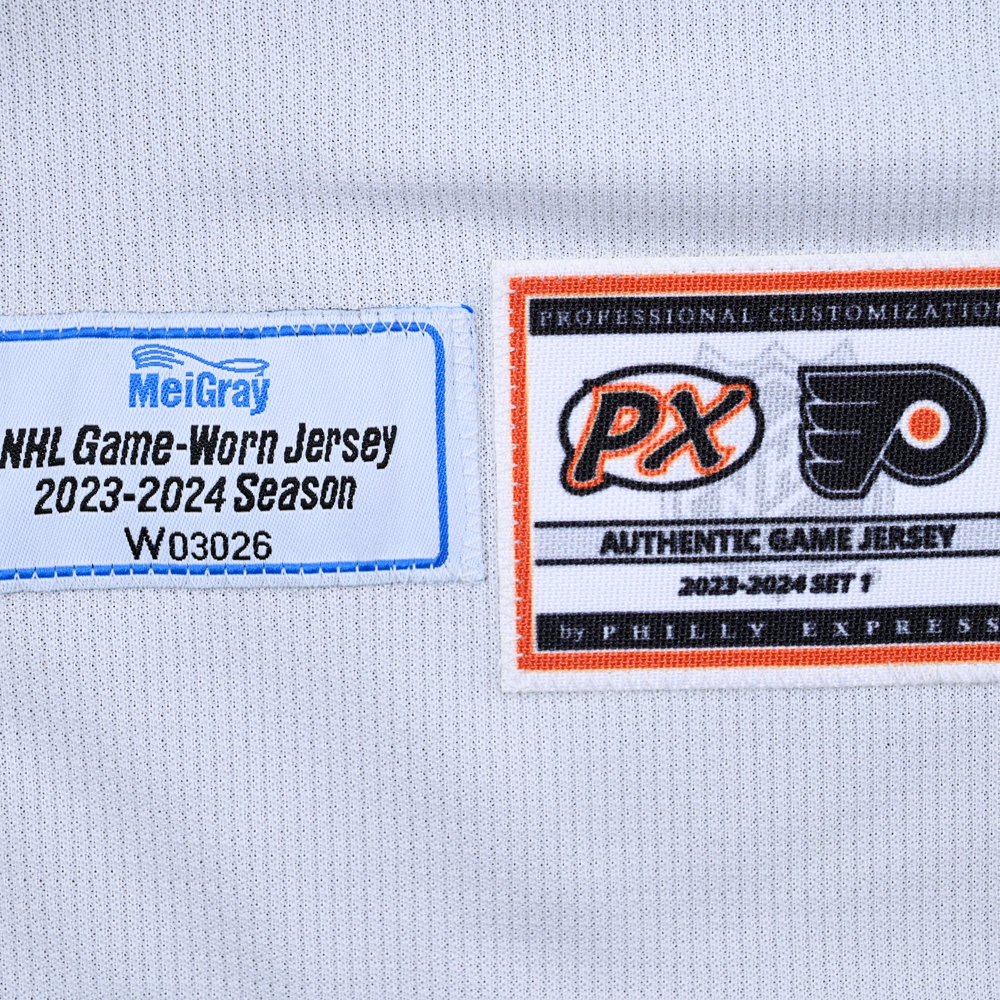 MeiGray
NHL Game-Worn Jersey
2023-2024 Season
W03026
PROFESSIONAL CUSTOMIZATIO
PX
AUTHENTIC GAME JERSEY
2023-2024 SET 1
by PHILLY EXPRESS